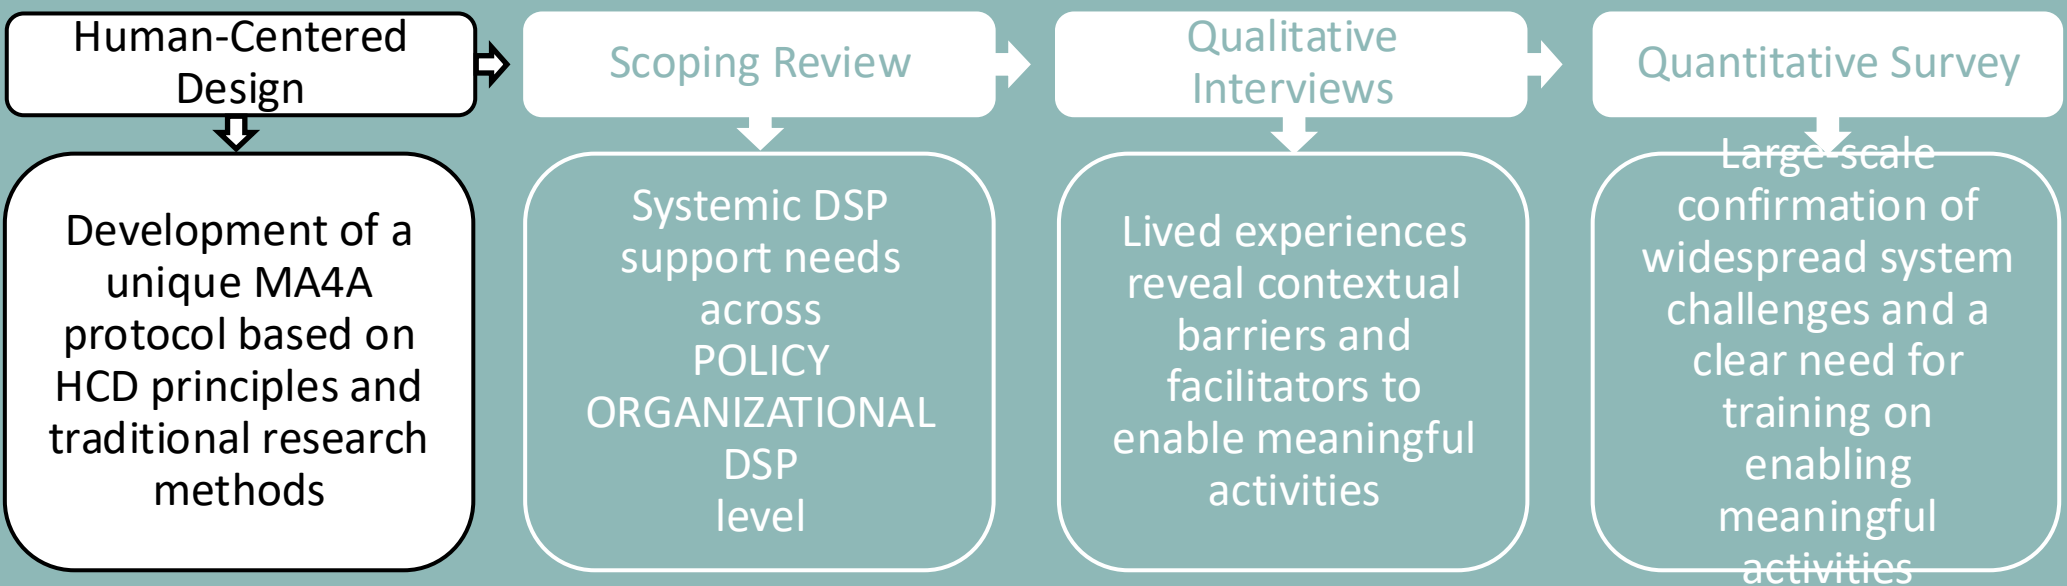 Human-Centered
Design
Scoping Review
Qualitative
Interviews
Quantitative Survey
Development of a
unique MA4A
protocol based on
HCD principles and
traditional research
methods
Systemic DSP
support needs
across
POLICY
ORGANIZATIONAL
DSP
level
Lived experiences
reveal contextual
barriers and
facilitators to
enable meaningful
activities
Large-scale
confirmation of
widespread system
challenges and a
clear need for
training on
enabling
meaningful
activities